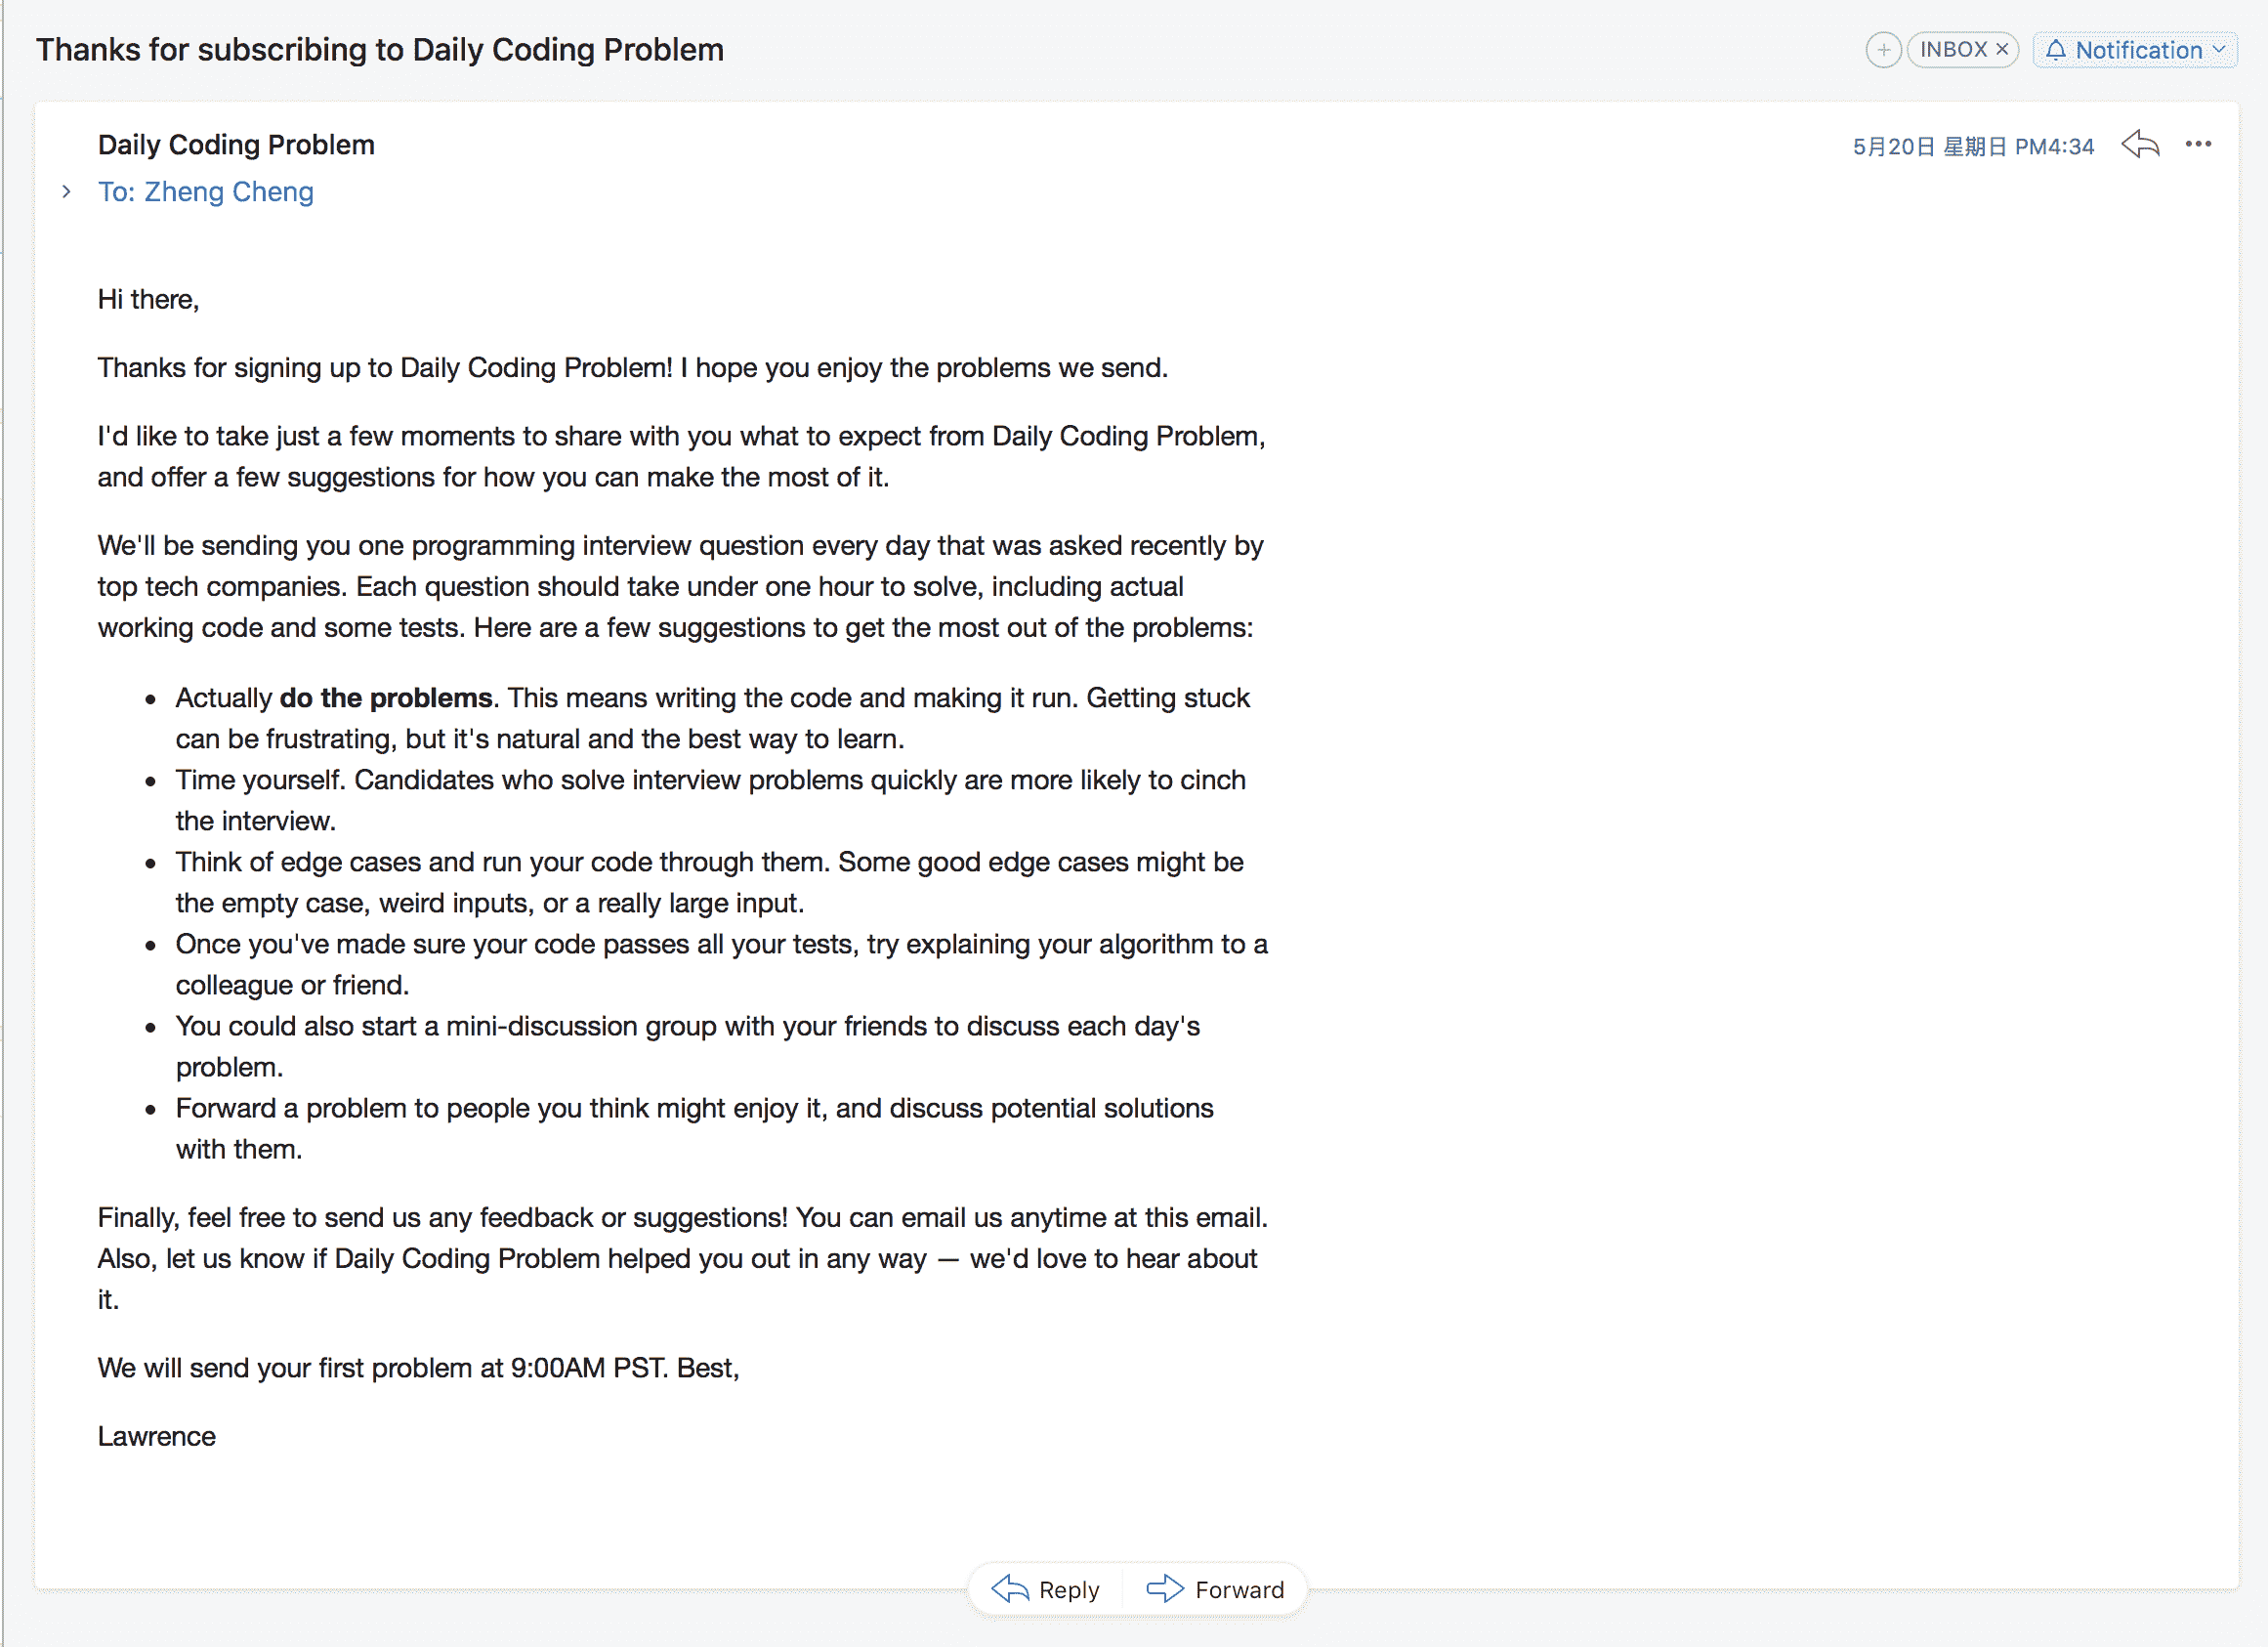 Thanks for subscribing to Daily Coding Problem
INBOX
Notification
Daily Coding Problem
5月20日 星期日 PM4:34
To: Zheng Cheng
Hi there,
Thanks for signing up to Daily Coding Problem! I hope you enjoy the problems we send.
I'd like to take just a few moments to share with you what to expect from Daily Coding Problem,
and offer a few suggestions for how you can make the most of it.
We'll be sending you one programming interview question every day that was asked recently by
top tech companies. Each question should take under one hour to solve, including actual
working code and some tests. Here are a few suggestions to get the most out of the problems:
• Actually do the problems. This means writing the code and making it run. Getting stuck
can be frustrating, but it's natural and the best way to learn.
• Time yourself. Candidates who solve interview problems quickly are more likely to cinch
the interview.
• Think of edge cases and run your code through them. Some good edge cases might be
the empty case, weird inputs, or a really large input.
• Once you've made sure your code passes all your tests, try explaining your algorithm to a
colleague or friend.
• You could also start a mini-discussion group with your friends to discuss each day's
problem.
• Forward a problem to people you think might enjoy it, and discuss potential solutions
with them.
Finally, feel free to send us any feedback or suggestions! You can email us anytime at this email.
Also, let us know if Daily Coding Problem helped you out in any way — we'd love to hear about
it.
We will send your first problem at 9:00AM PST. Best,
Lawrence
Reply
Forward